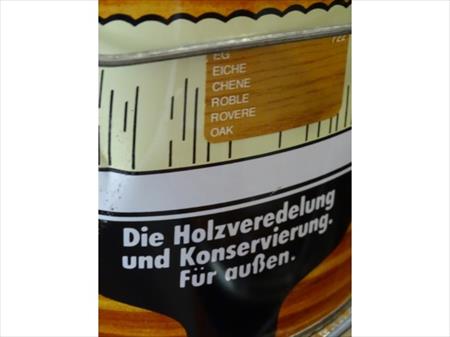 EG
EICHE
CHENE
ROBLE
ROVERE
OAK
Die Holzveredelung
und Konservierung.
Für außen.